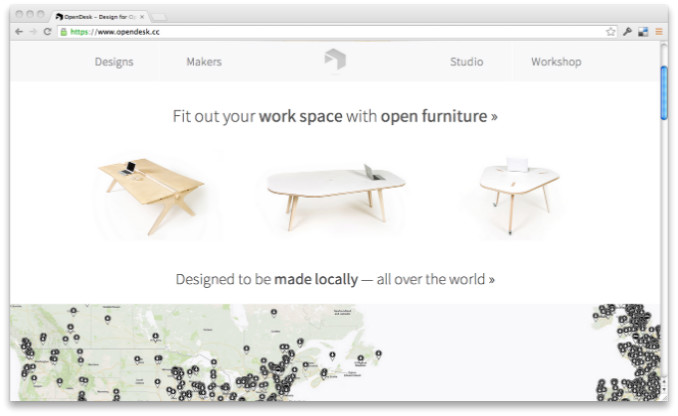 OpenDesk – Design for Op
https://www.opendesk.cc
Designs Makers Studio Workshop
Fit out your work space with open furniture »
Designed to be made locally — all over the world »